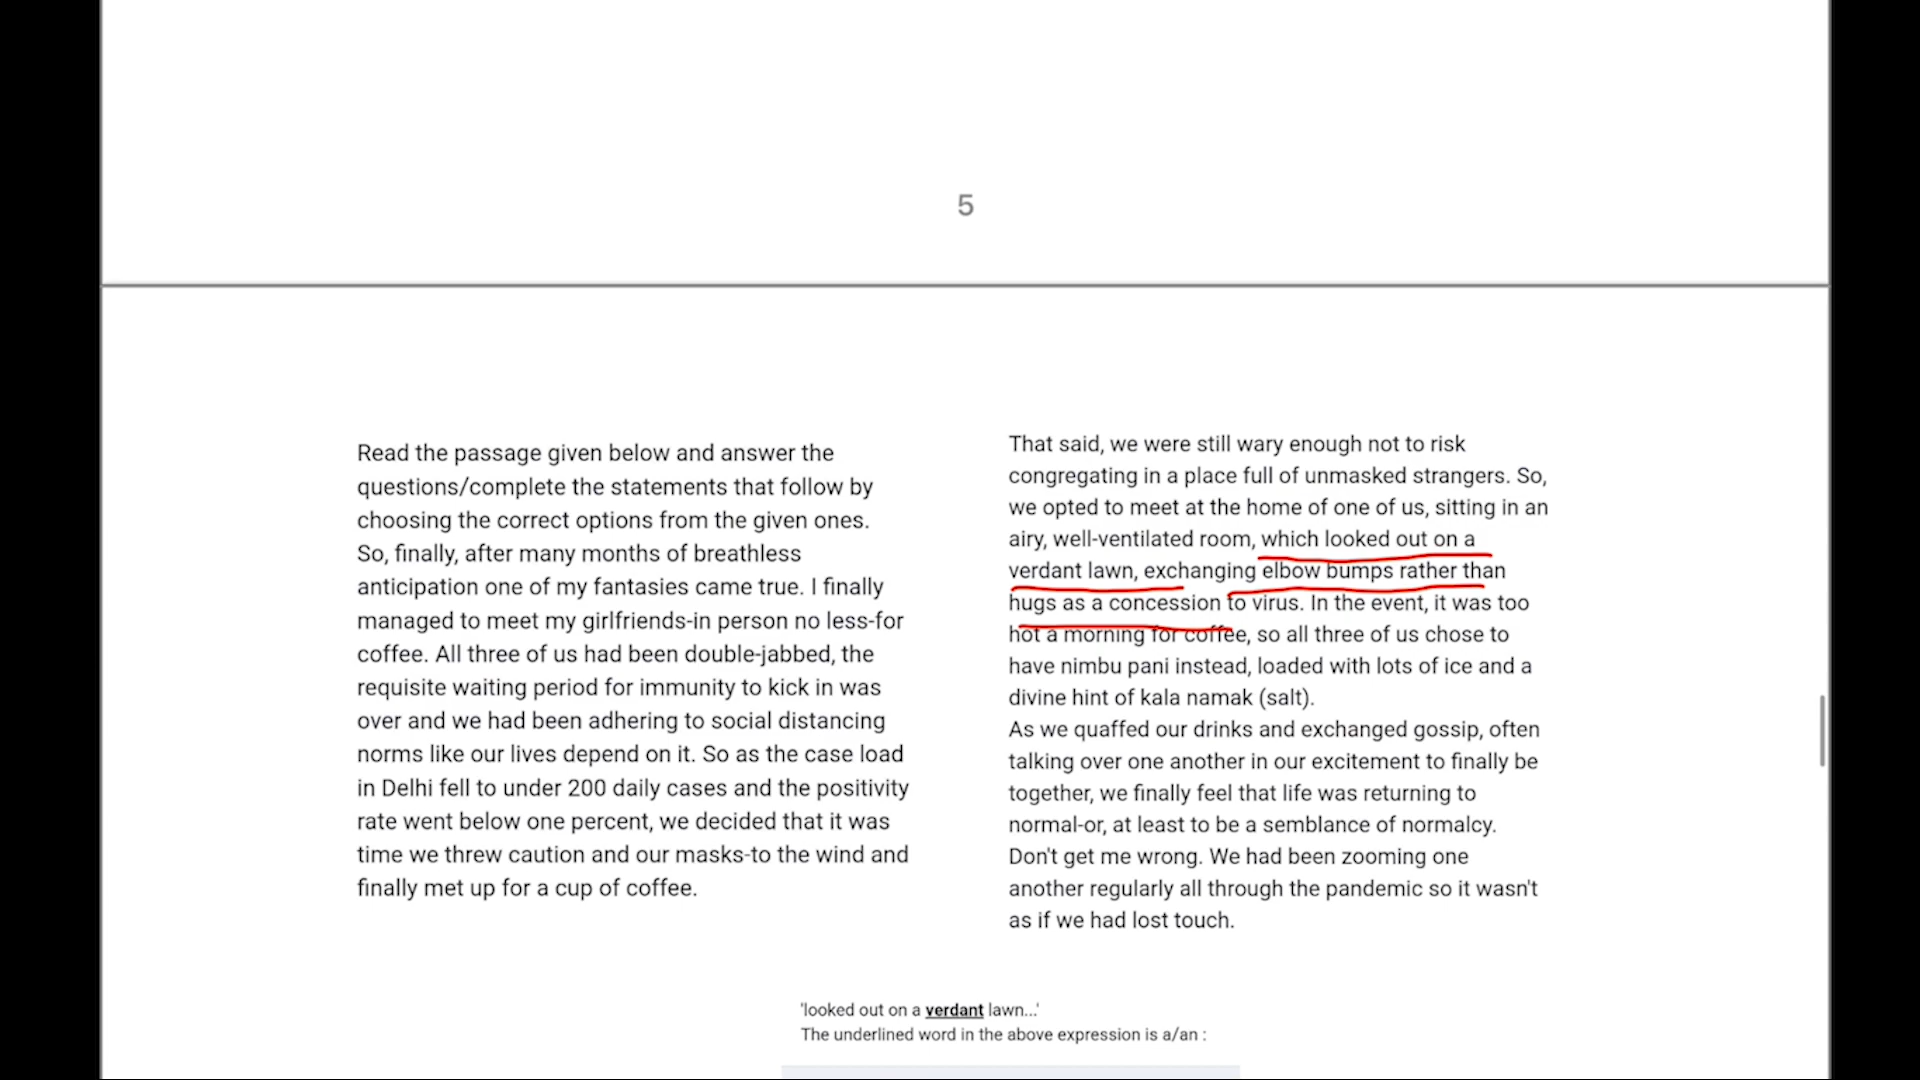 5
Read the passage given below and answer the
questions/complete the statements that follow by
choosing the correct options from the given ones.
So, finally, after many months of breathless
anticipation one of my fantasies came true. I finally
managed to meet my girlfriends-in person no less-for
coffee. All three of us had been double-jabbed, the
requisite waiting period for immunity to kick in was
over and we had been adhering to social distancing
norms like our lives depend on it. So as the case load
in Delhi fell to under 200 daily cases and the positivity
rate went below one percent, we decided that it was
time we threw caution and our masks-to the wind and
finally met up for a cup of coffee.
That said, we were still wary enough not to risk
congregating in a place full of unmasked strangers. So,
we opted to meet at the home of one of us, sitting in an
airy, well-ventilated room, which looked out on a
verdant lawn, exchanging elbow bumps rather than
hugs as a concession to virus. In the event, it was too
hot a morning for coffee, so all three of us chose to
have nimbu pani instead, loaded with lots of ice and a
divine hint of kala namak (salt).
As we quaffed our drinks and exchanged gossip, often
talking over one another in our excitement to finally be
together, we finally feel that life was returning to
normal-or, at least to be a semblance of normalcy.
Don't get me wrong. We had been zooming one
another regularly all through the pandemic so it wasn't
as if we had lost touch.
'looked out on a verdant lawn...'
The underlined word in the above expression is a/an :